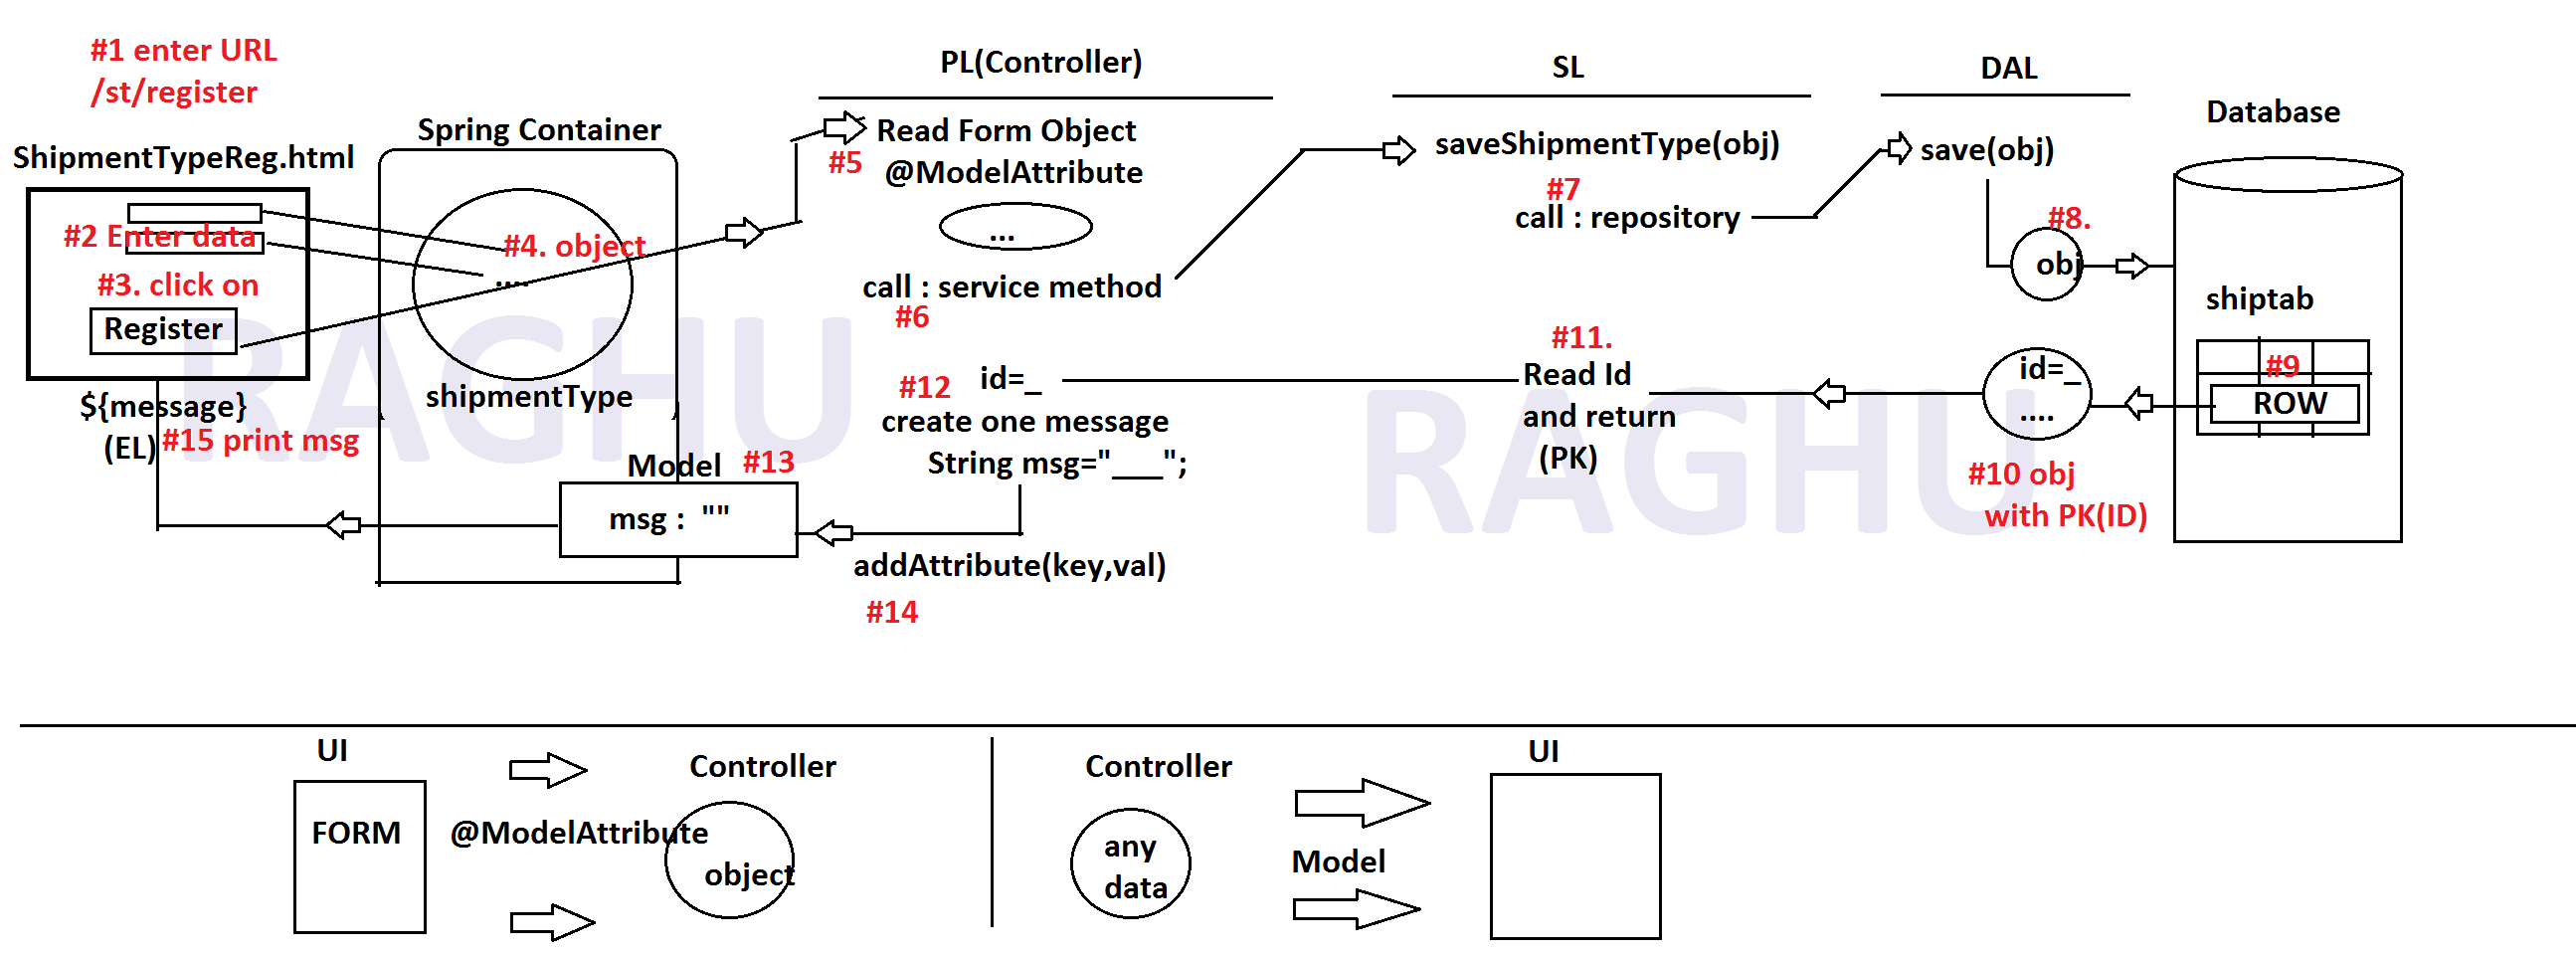 #1 enter URL
/st/register
ShipmentTypeReg.html
#2 Enter data
#3. click on
Register
${message}
(EL)
#15 print msg
Spring Container
#4. object
....
shipmentType
Model #13
msg : ""
PL(Controller)
#5
Read Form Object
@ModelAttribute
...
call : service method
#6
#12 id=_
create one message
String msg="___";
addAttribute(key,val)
#14
SL
saveShipmentType(obj)
#7
call : repository
#11.
Read Id
and return
(PK)
DAL
save(obj)
#8.
obj
id=_
....
#10 obj
with PK(ID)
Database
shiptab
#9
ROW
RAGHU
RAGHU
UI
FORM
@ModelAttribute
Controller
object
Controller
any
data
Model
UI